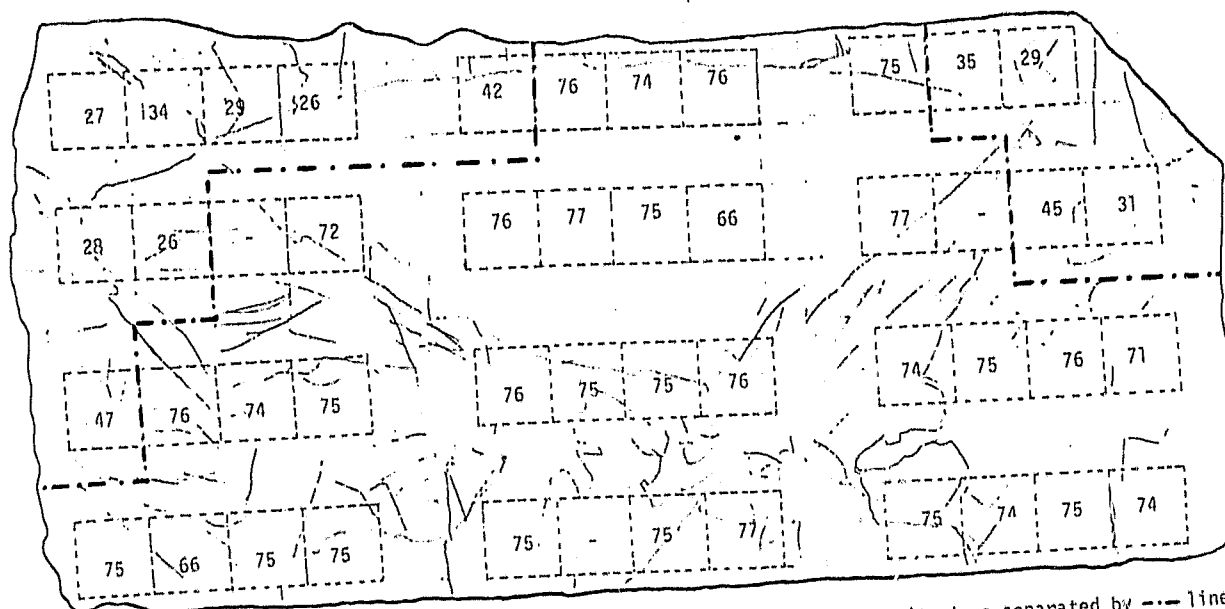 27 134 29 26 42 76 74 76 75 35 29
28 26 - 72 76 77 75 66 77 - 45 31
47 76 74 75 76 75 75 76 74 75 76 71
75 66 75 75 75 - 75 77 75 74 75 74
separated by —·— line